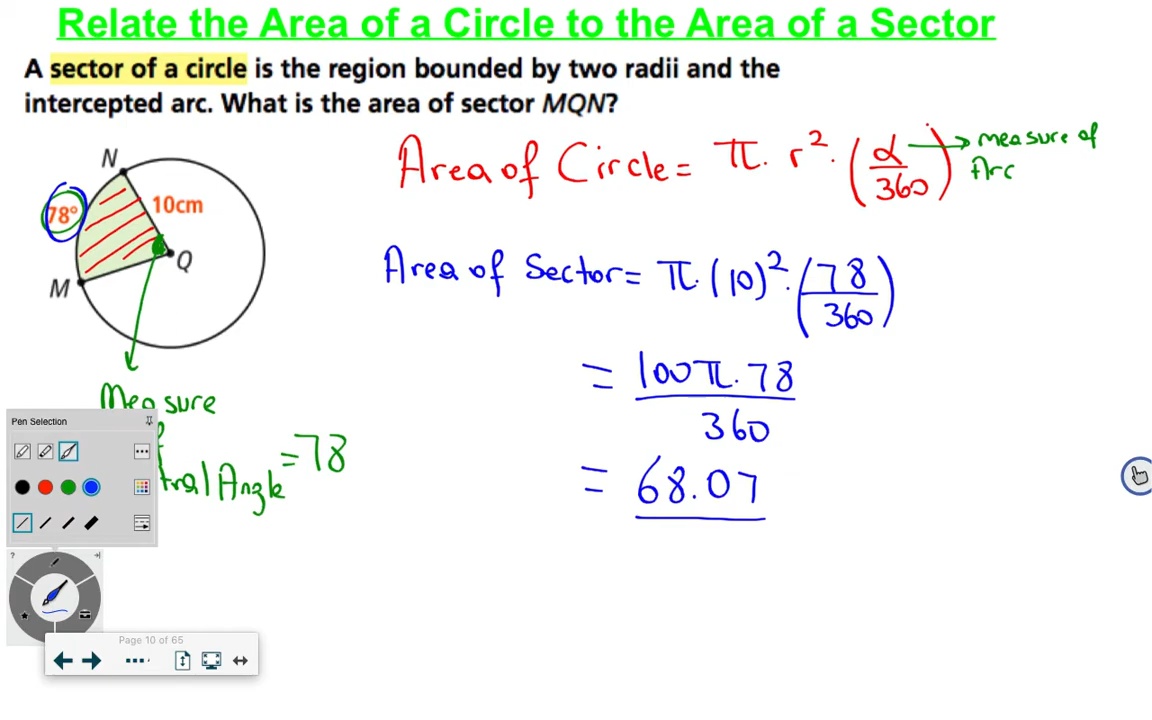 Relate the Area of a Circle to the Area of a Sector
A sector of a circle is the region bounded by two radii and the
intercepted arc. What is the area of sector MQN?
Area of Circle = π · r² · (α/360)
measure of
Arc
N
78°
10cm
Q
M
Area of Sector = π · (10)² · (78/360)
= 100π · 78
360
= 68.07
Measure
tral Angle = 78
Pen Selection
?
Page 10 of 65